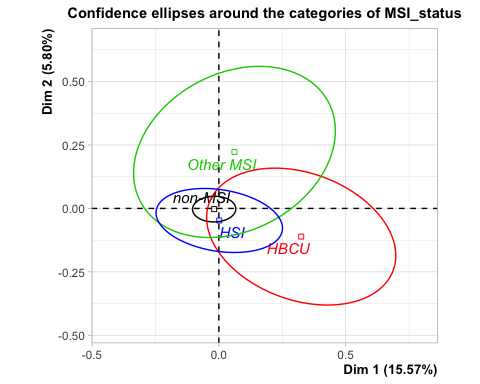 Confidence ellipses around the categories of MSI_status
Dim 2 (5.80%)
0.50
0.25
0.00
-0.25
-0.50
Other MSI
non-MSI
HSI
HBCU
-0.5
0.0
0.5
Dim 1 (15.57%)